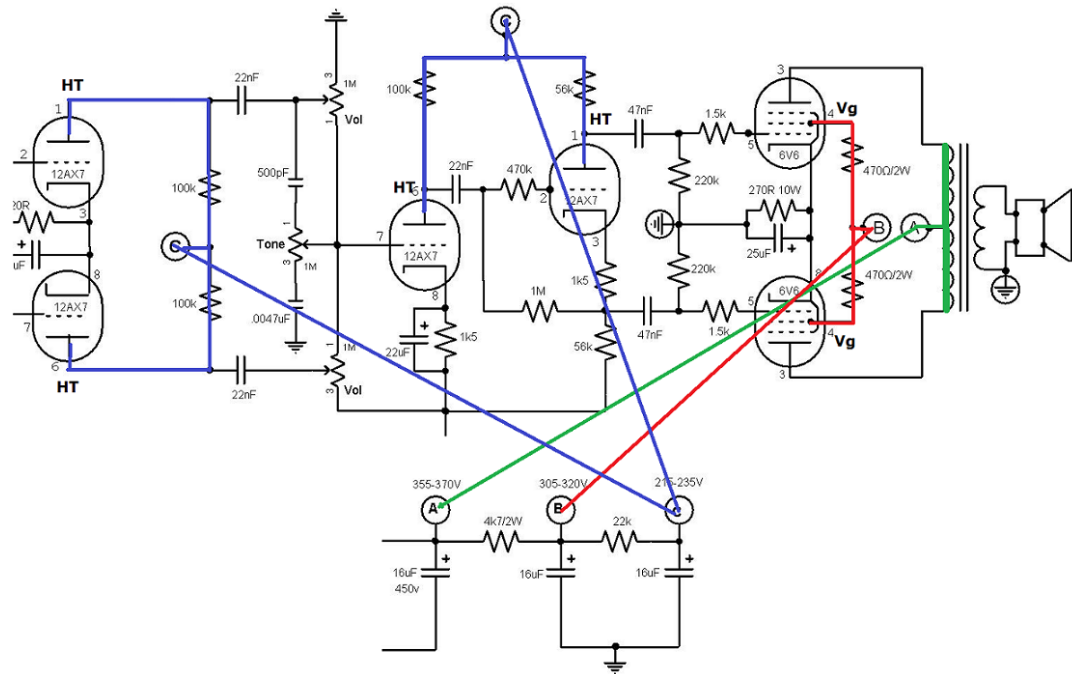 HT
1
2
12AX7
20R
3
uF
+
8
12AX7
7
6
HT
100k
100k
C
22nF
22nF
3
1M
1
Vol
500pF
1
Tone
3
1M
.0047uF
1
3
Vol
C
100k
HT
6
7
12AX7
8
22uF
+
1k5
22nF
470k
1M
56k
HT
1
2
12AX7
3
1k5
56k
47nF
47nF
1.5k
220k
220k
1.5k
3
Vg
4
5
6V6
270R 10W
25uF
+
8
6V6
5
4
Vg
3
470Ω/2W
B
A
470Ω/2W
355-370V
305-320V
215-235V
A
B
C
4k7/2W
22k
+
16uF
450v
+
16uF
+
16uF